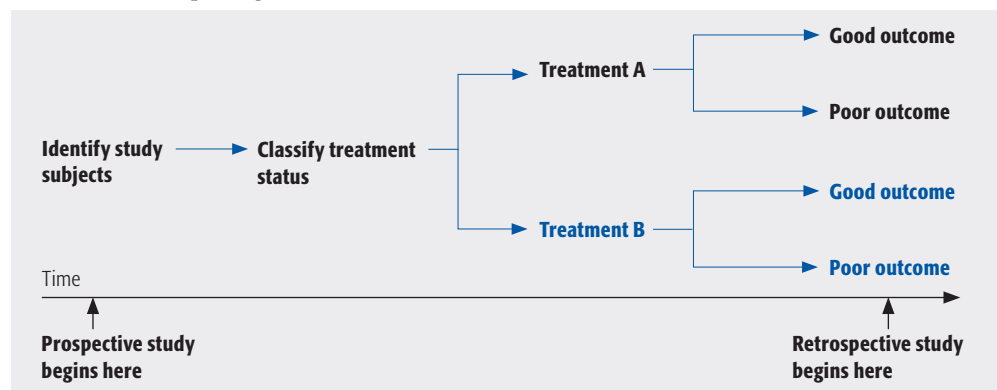 Good outcome
Treatment A
Poor outcome
Identify study
subjects
Classify treatment
status
Good outcome
Treatment B
Poor outcome
Time
Prospective study
begins here
Retrospective study
begins here